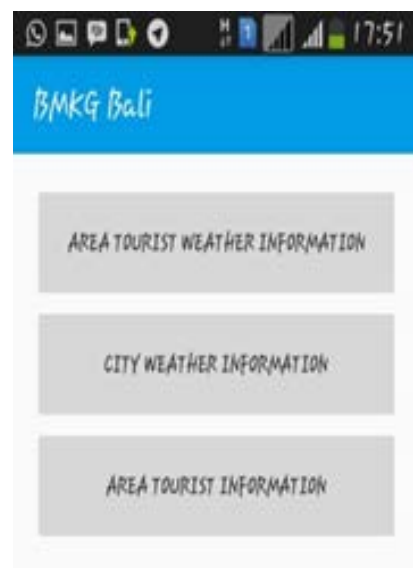 17:51
BMKG Bali
AREA TOURIST WEATHER INFORMATION
CITY WEATHER INFORMATION
AREA TOURIST INFORMATION